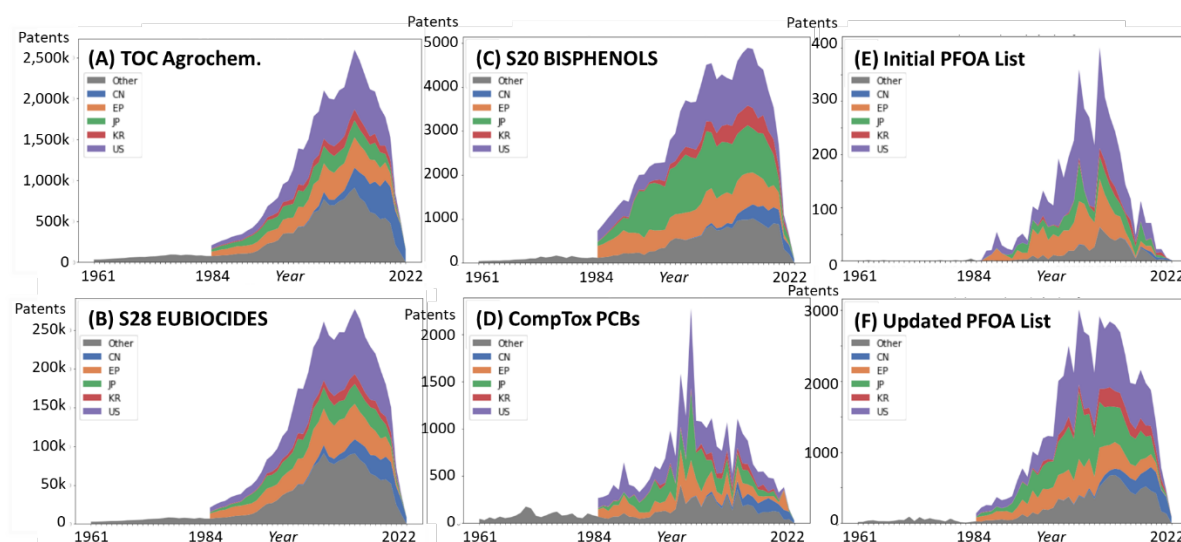 Patents
(A) TOC Agrochem.
2,500k
2,000k
1,500k
1,000k
500k
0
Other
CN
EP
JP
KR
US
1961
1984
Year
2022
Patents
(C) S20 BISPHENOLS
5000
4000
3000
2000
1000
0
Other
CN
EP
JP
KR
US
1961
1984
Year
2022
Patents
(E) Initial PFOA List
400
300
200
100
0
Other
CN
EP
JP
KR
US
1961
1984
Year
2022
Patents
(B) S28 EUBIOCIDES
250k
200k
150k
100k
50k
0
Other
CN
EP
JP
KR
US
1961
1984
Year
2022
Patents
(D) CompTox PCBs
2000
1500
1000
500
0
Other
CN
EP
JP
KR
US
1961
1984
Year
2022
Patents
(F) Updated PFOA List
3000
2000
1000
0
Other
CN
EP
JP
KR
US
1961
1984
Year
2022